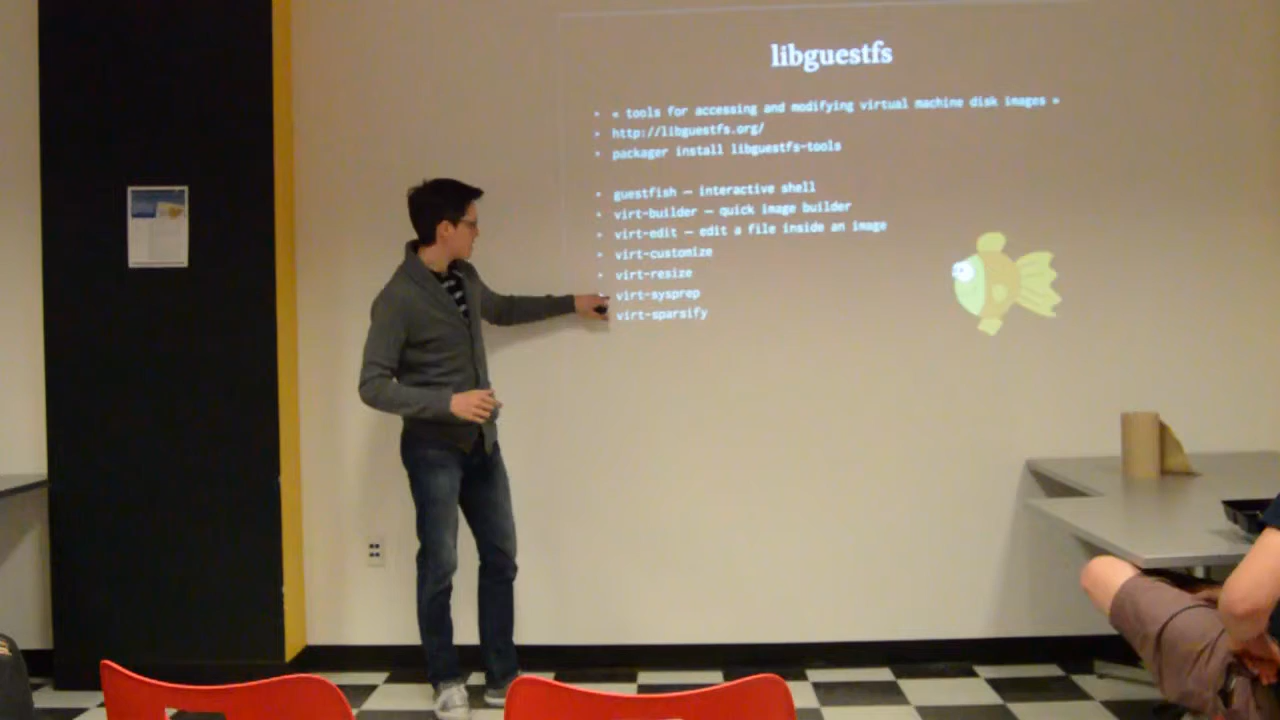 libguestfs
• « tools for accessing and modifying virtual machine disk images »
• http://libguestfs.org/
• packager install libguestfs-tools
• guestfish — interactive shell
• virt-builder — quick image builder
• virt-edit — edit a file inside an image
• virt-customize
• virt-resize
virt-sysprep
virt-sparsify